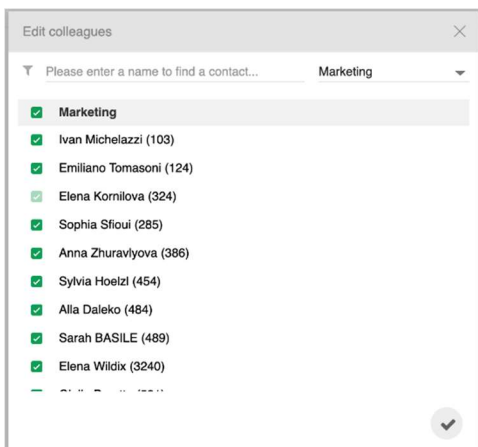 Edit colleagues
Please enter a name to find a contact... Marketing
Marketing
Ivan Michelazzi (103)
Emiliano Tomasoni (124)
Elena Kornilova (324)
Sophia Sfioui (285)
Anna Zhuravlyova (386)
Sylvia Hoelzl (454)
Alla Daleko (484)
Sarah BASILE (489)
Elena Wildix (3240)